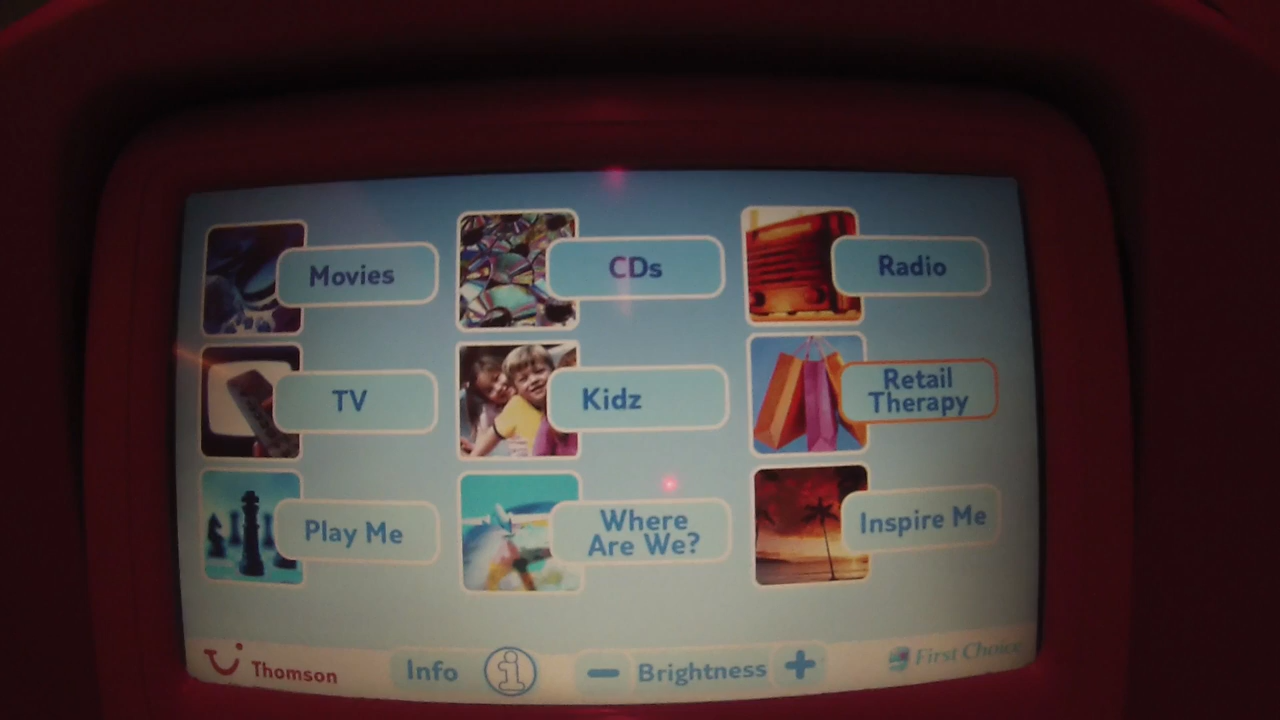 Movies
CDs
Radio
TV
Kidz
Retail
Therapy
Play Me
Where
Are We?
Inspire Me
Thomson
Info
i
Brightness
First Choice